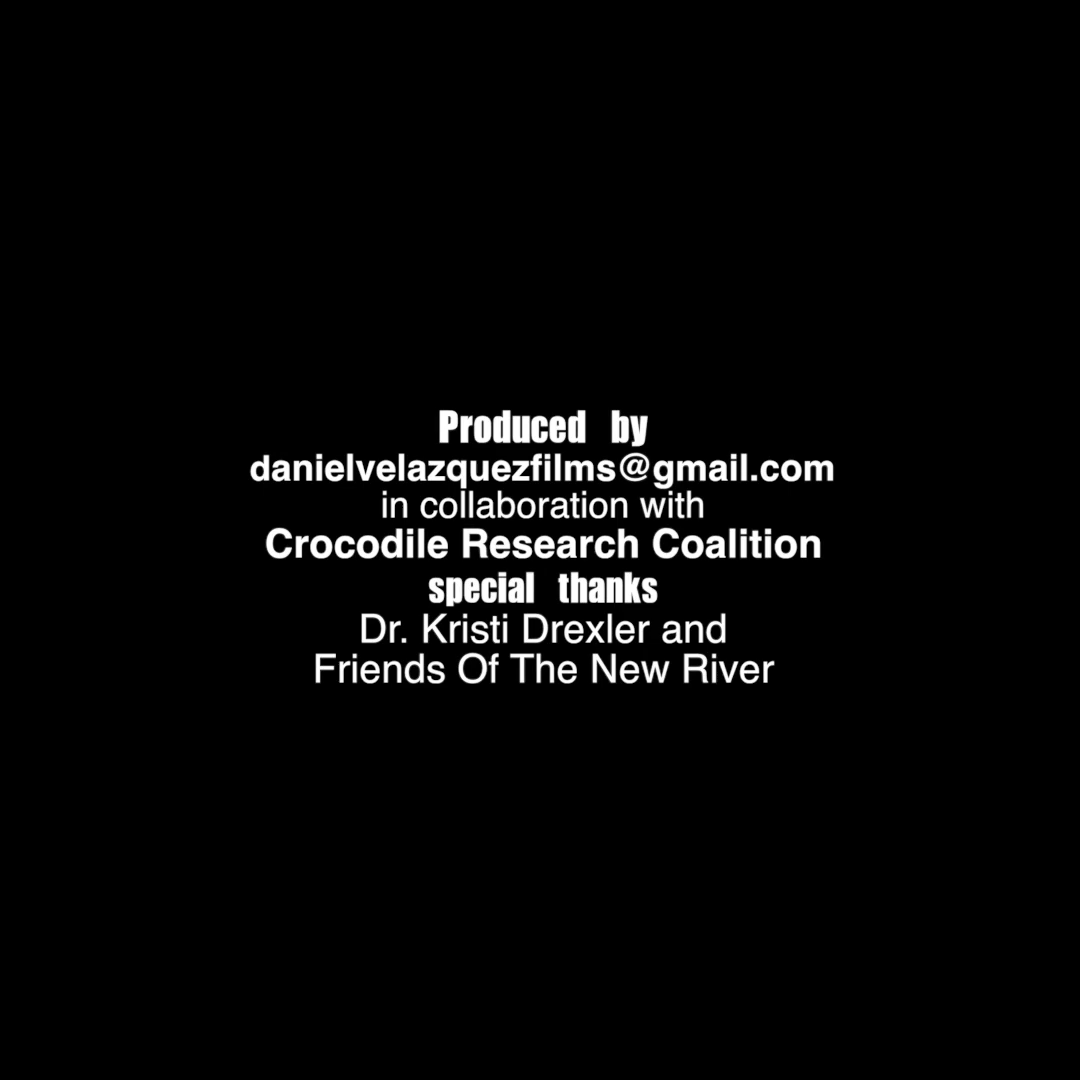 Produced by
danielvelazquezfilms@gmail.com
in collaboration with
Crocodile Research Coalition
special thanks
Dr. Kristi Drexler and
Friends Of The New River